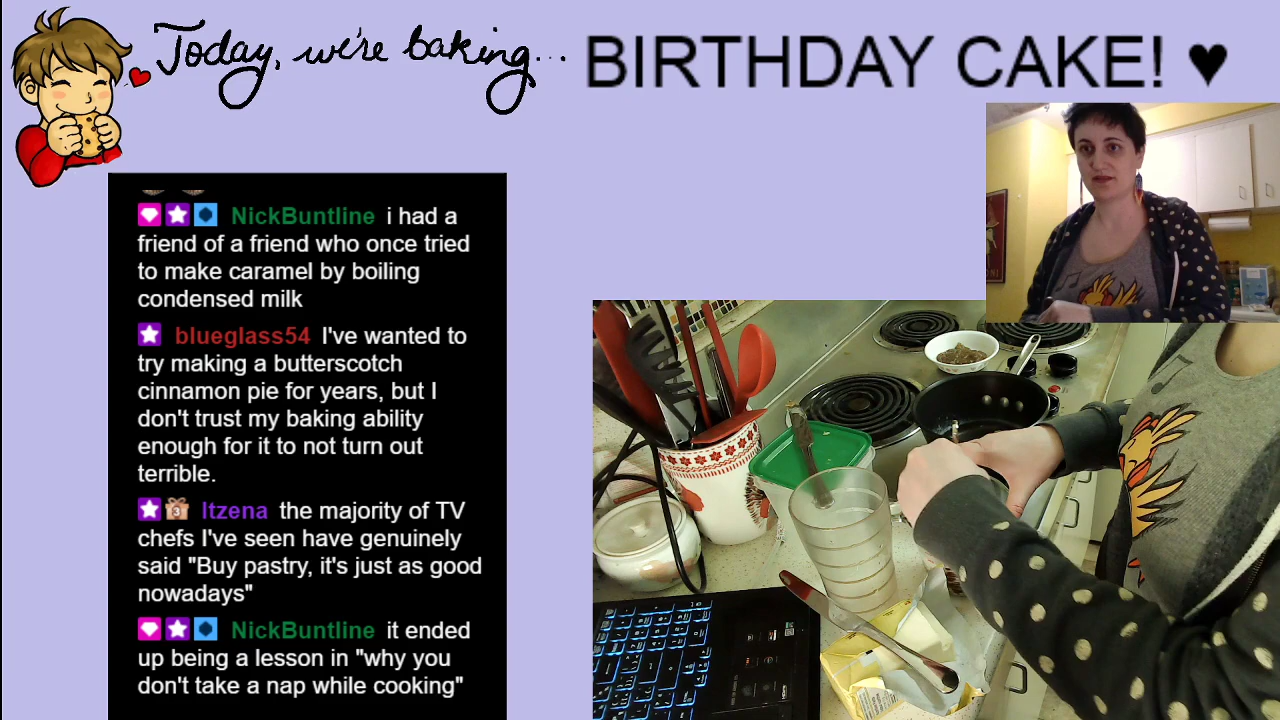 Today, we're baking... BIRTHDAY CAKE! ♥
NickBuntline i had a
friend of a friend who once tried
to make caramel by boiling
condensed milk
blueglass54 I've wanted to
try making a butterscotch
cinnamon pie for years, but I
don't trust my baking ability
enough for it to not turn out
terrible.
3 Itzena the majority of TV
chefs I've seen have genuinely
said "Buy pastry, it's just as good
nowadays"
NickBuntline it ended
up being a lesson in "why you
don't take a nap while cooking"